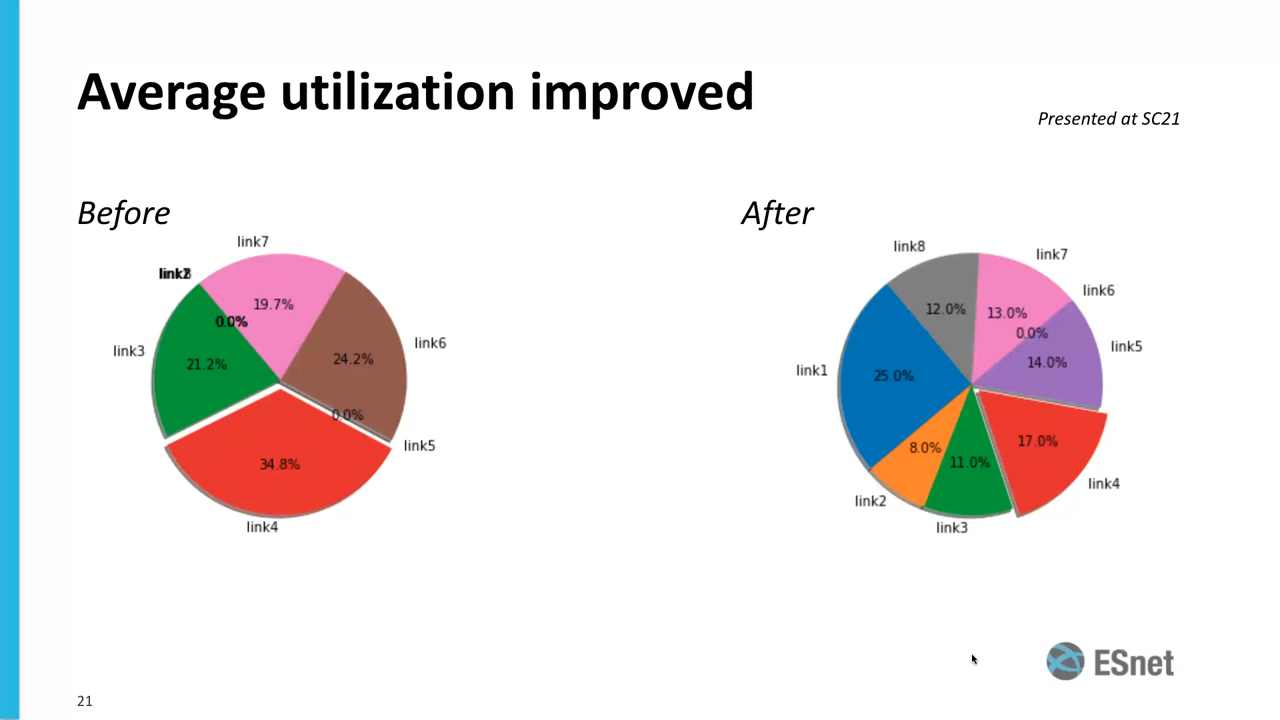 Average utilization improved
Presented at SC21
Before
link7
19.7%
0.0%
link3
21.2%
link6
24.2%
0.0%
link5
34.8%
link4
After
link8
12.0%
link7
13.0%
link6
0.0%
link5
14.0%
link1
25.0%
17.0%
link4
8.0%
link2
11.0%
link3
ESnet
21